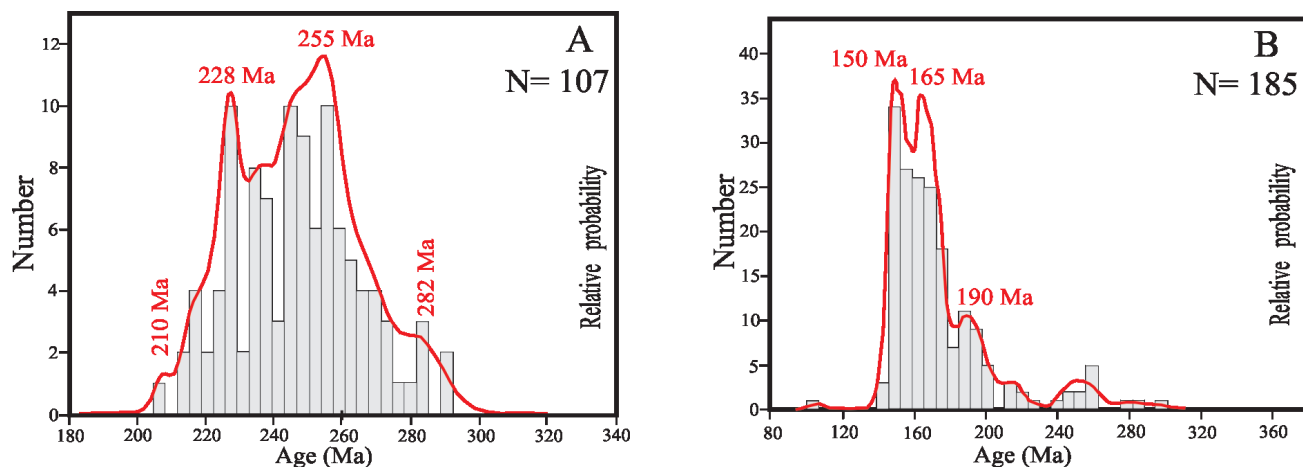 A
N= 107
255 Ma
228 Ma
210 Ma
282 Ma
Number
Relative probability
12
10
8
6
4
2
0
180 200 220 240 260 280 300 320 340
Age (Ma)
B
N= 185
150 Ma
165 Ma
190 Ma
Number
Relative probability
40
35
30
25
20
15
10
5
0
80 120 160 200 240 280 320 360
Age (Ma)